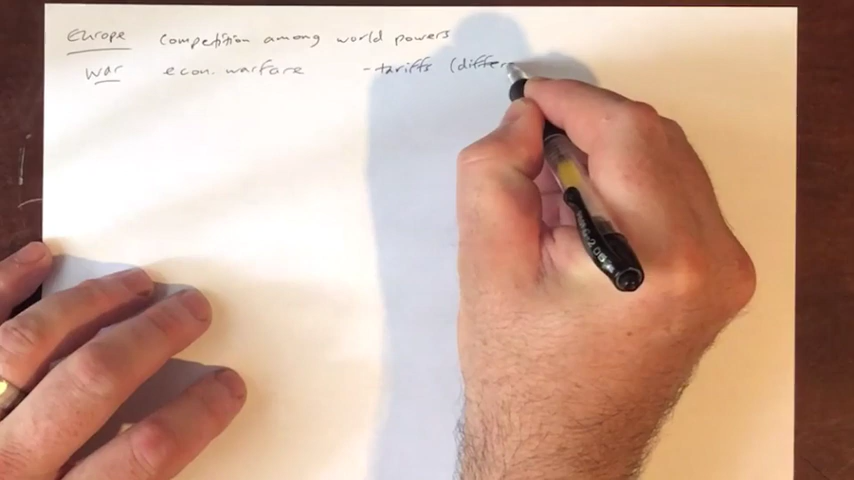 Europe competition among world powers
war econ. warfare - tariffs (differ